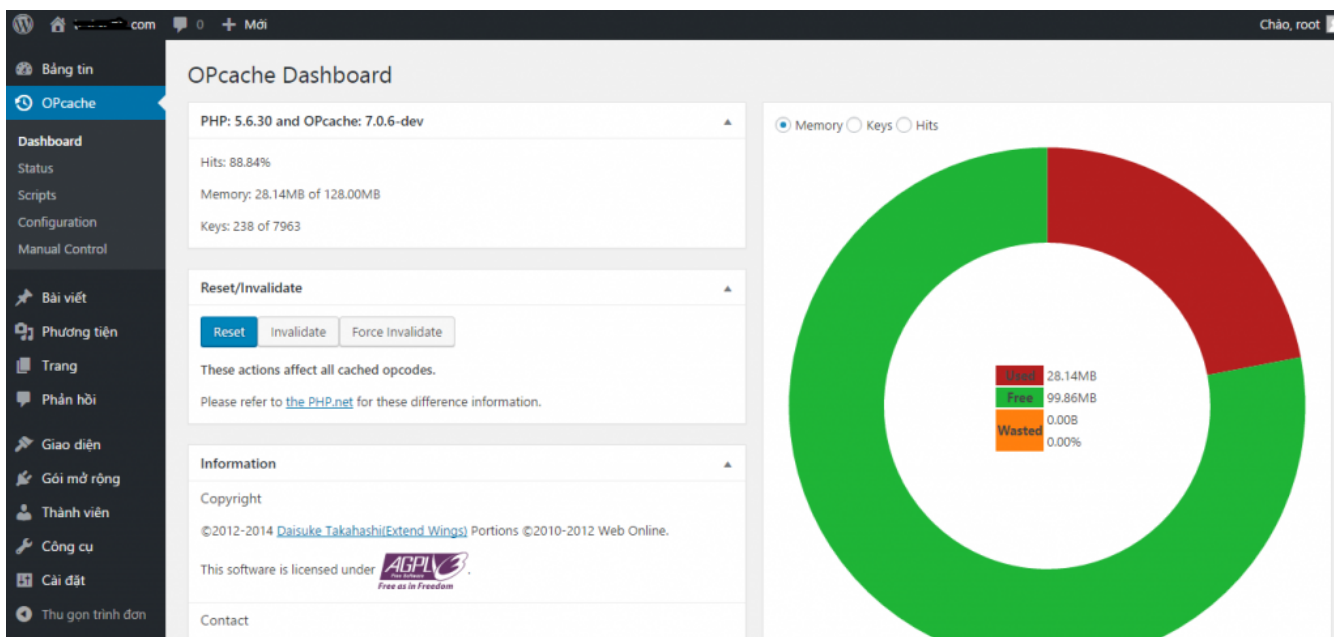 com 0 + Mới Chào, root
Bảng tin
OPcache
Dashboard
Status
Scripts
Configuration
Manual Control
Bài viết
Phương tiện
Trang
Phản hồi
Giao diện
Gói mở rộng
Thành viên
Công cụ
Cài đặt
Thu gọn trình đơn
OPcache Dashboard
PHP: 5.6.30 and OPcache: 7.0.6-dev
Hits: 88.84%
Memory: 28.14MB of 128.00MB
Keys: 238 of 7963
Reset/Invalidate
Reset Invalidate Force Invalidate
These actions affect all cached opcodes.
Please refer to the PHP.net for these difference information.
Information
Copyright
©2012-2014 Daisuke Takahashi(Extend Wings) Portions ©2010-2012 Web Online.
This software is licensed under AGPLv3 Free Software Free as in Freedom.
Contact
Memory Keys Hits
Used 28.14MB
Free 99.86MB
Wasted 0.00B
0.00%